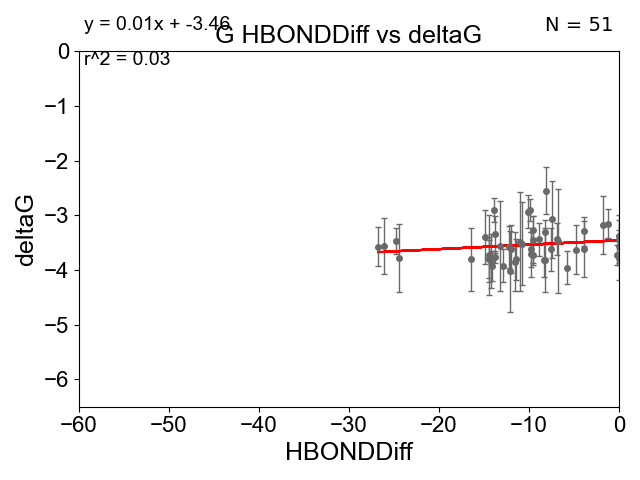 y = 0.01x + -3.46
N = 51
G HBONDDiff vs deltaG
r^2 = 0.03
0
−1
−2
−3
−4
−5
−6
deltaG
−60 −50 −40 −30 −20 −10 0
HBONDDiff